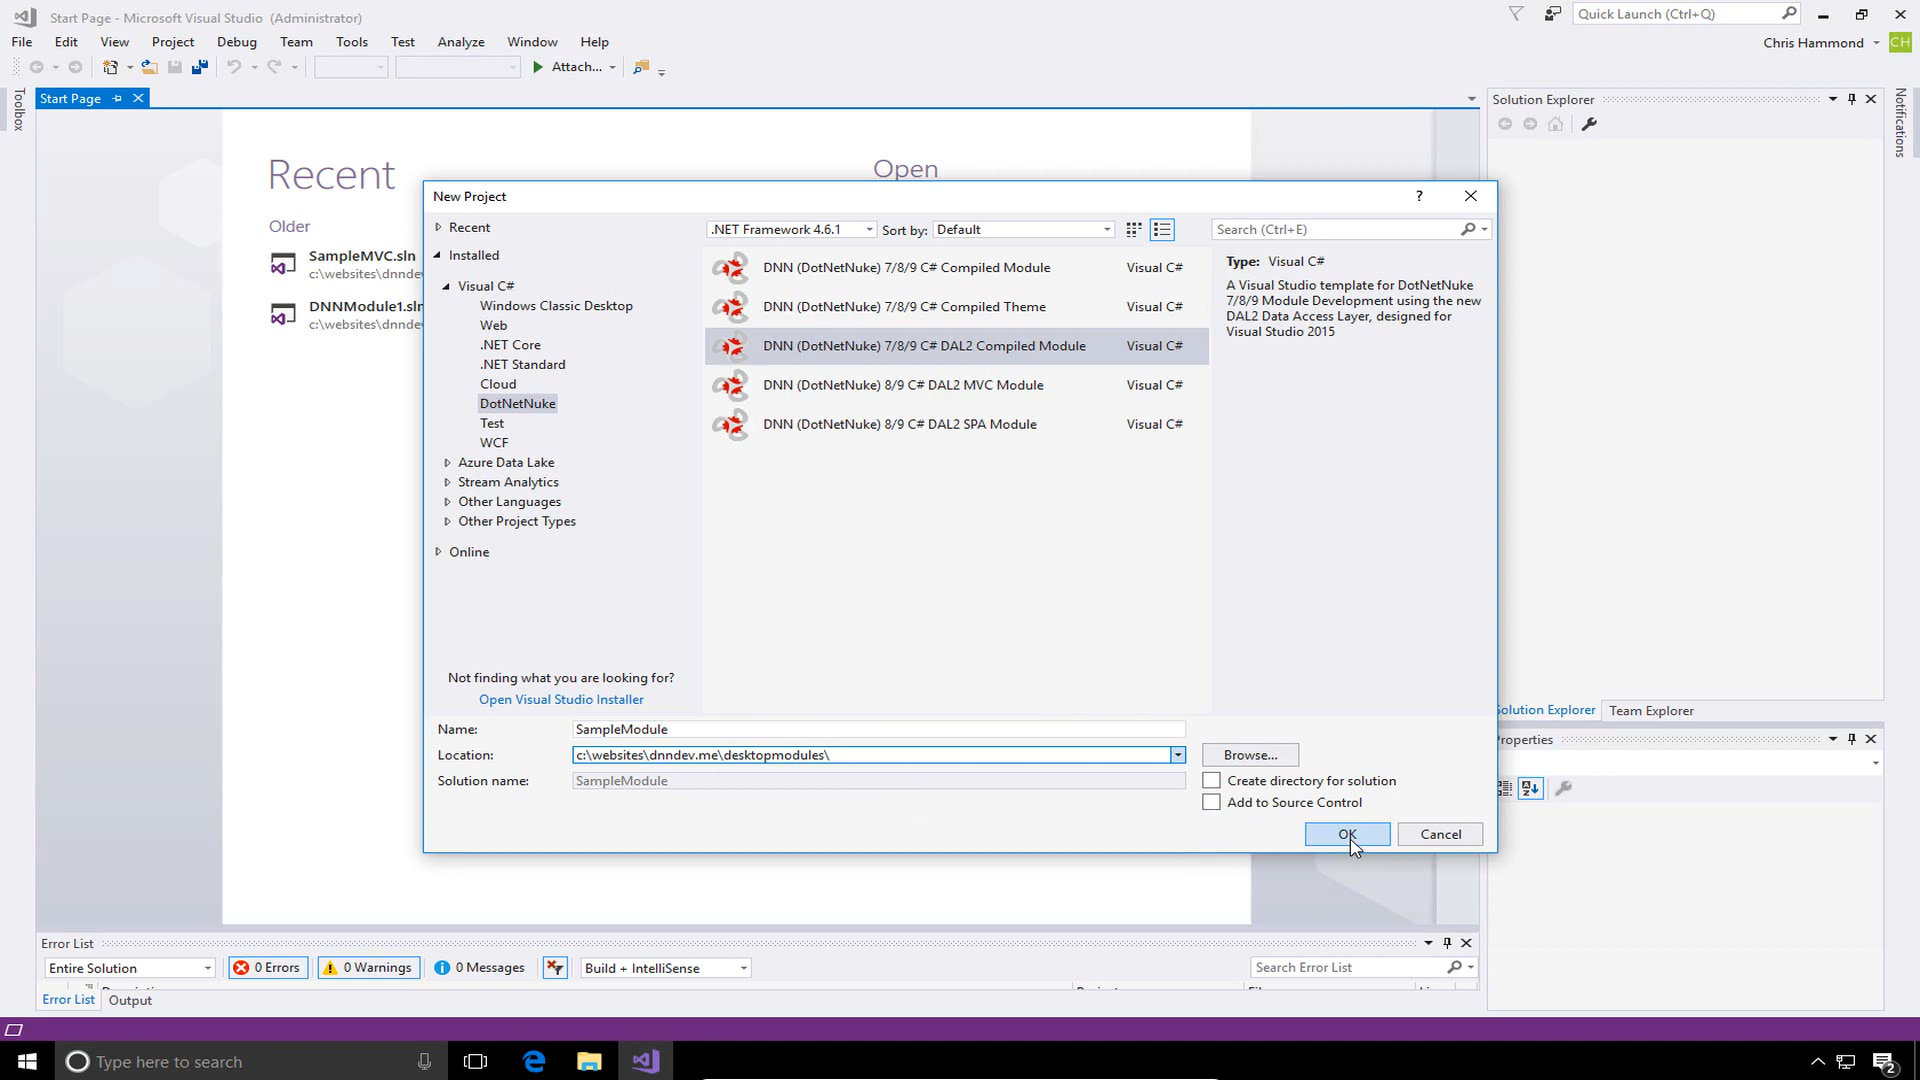 Start Page - Microsoft Visual Studio (Administrator)
Quick Launch (Ctrl+Q)
File Edit View Project Debug Team Tools Test Analyze Window Help
Chris Hammond CH
Attach...
Toolbox
Start Page
Solution Explorer
Notifications
Recent
Open
Older
SampleMVC.sln
c:\websites\dnndev
DNNModule1.sln
c:\websites\dnndev
New Project
?
Recent
.NET Framework 4.6.1
Sort by: Default
Search (Ctrl+E)
Installed
Visual C#
Windows Classic Desktop
Web
.NET Core
.NET Standard
Cloud
DotNetNuke
Test
WCF
Azure Data Lake
Stream Analytics
Other Languages
Other Project Types
Online
Not finding what you are looking for?
Open Visual Studio Installer
DNN (DotNetNuke) 7/8/9 C# Compiled Module Visual C#
DNN (DotNetNuke) 7/8/9 C# Compiled Theme Visual C#
DNN (DotNetNuke) 7/8/9 C# DAL2 Compiled Module Visual C#
DNN (DotNetNuke) 8/9 C# DAL2 MVC Module Visual C#
DNN (DotNetNuke) 8/9 C# DAL2 SPA Module Visual C#
Type: Visual C#
A Visual Studio template for DotNetNuke
7/8/9 Module Development using the new
DAL2 Data Access Layer, designed for
Visual Studio 2015
Name: SampleModule
Location: c:\websites\dnndev.me\desktopmodules\
Browse...
Solution name: SampleModule
Create directory for solution
Add to Source Control
OK
Cancel
Solution Explorer Team Explorer
Properties
Error List
Entire Solution
0 Errors
0 Warnings
0 Messages
Build + IntelliSense
Search Error List
Error List Output
Type here to search
2